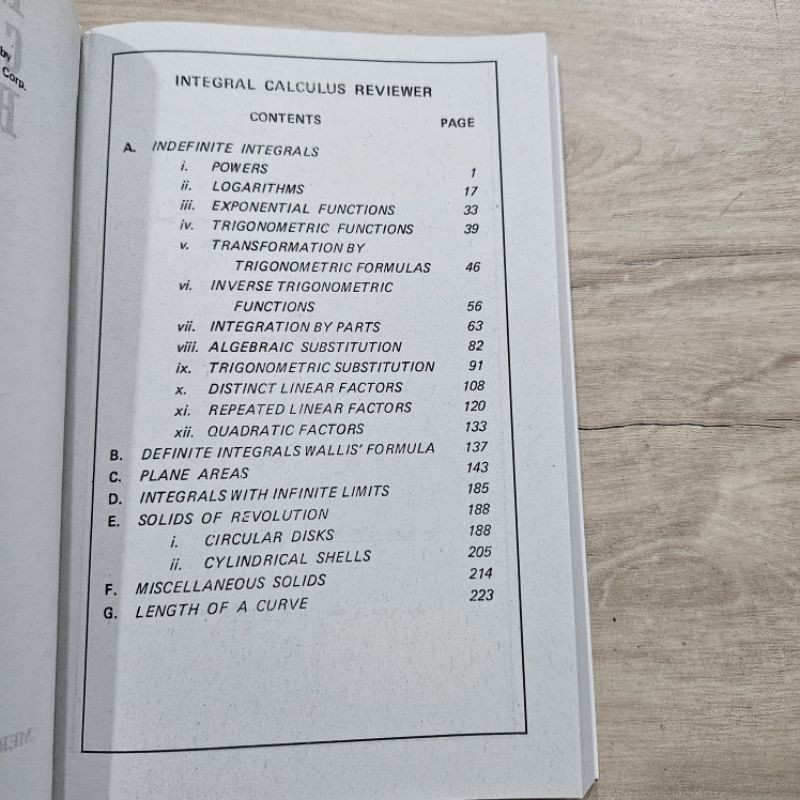 by
Corp.
INTEGRAL CALCULUS REVIEWER
CONTENTS PAGE
A. INDEFINITE INTEGRALS
i. POWERS 1
ii. LOGARITHMS 17
iii. EXPONENTIAL FUNCTIONS 33
iv. TRIGONOMETRIC FUNCTIONS 39
v. TRANSFORMATION BY
TRIGONOMETRIC FORMULAS 46
vi. INVERSE TRIGONOMETRIC
FUNCTIONS 56
vii. INTEGRATION BY PARTS 63
viii. ALGEBRAIC SUBSTITUTION 82
ix. TRIGONOMETRIC SUBSTITUTION 91
x. DISTINCT LINEAR FACTORS 108
xi. REPEATED LINEAR FACTORS 120
xii. QUADRATIC FACTORS 133
B. DEFINITE INTEGRALS WALLIS' FORMULA 137
C. PLANE AREAS 143
D. INTEGRALS WITH INFINITE LIMITS 185
E. SOLIDS OF REVOLUTION 188
i. CIRCULAR DISKS 188
ii. CYLINDRICAL SHELLS 205
F. MISCELLANEOUS SOLIDS 214
G. LENGTH OF A CURVE 223